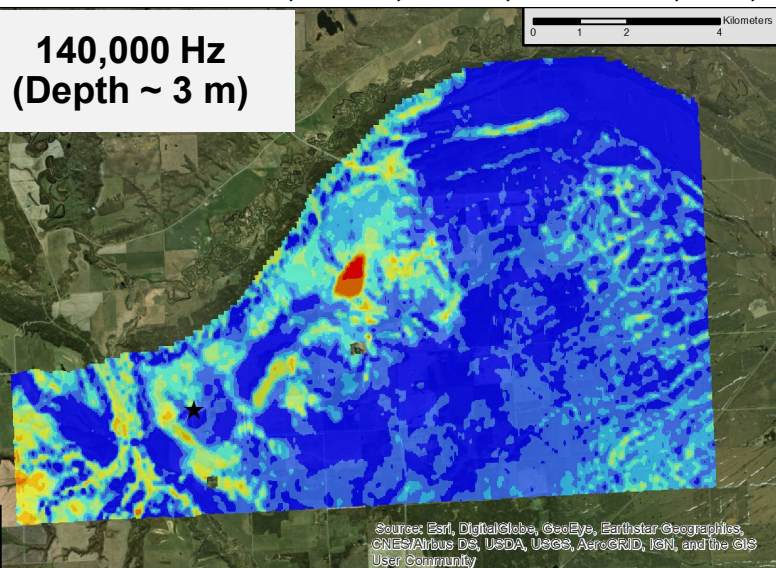 Kilometers
0 1 2 4
140,000 Hz
(Depth ~ 3 m)
Source: Esri, DigitalGlobe, GeoEye, Earthstar Geographics,
CNES/Airbus DS, USDA, USGS, AeroGRID, IGN, and the GIS
User Community